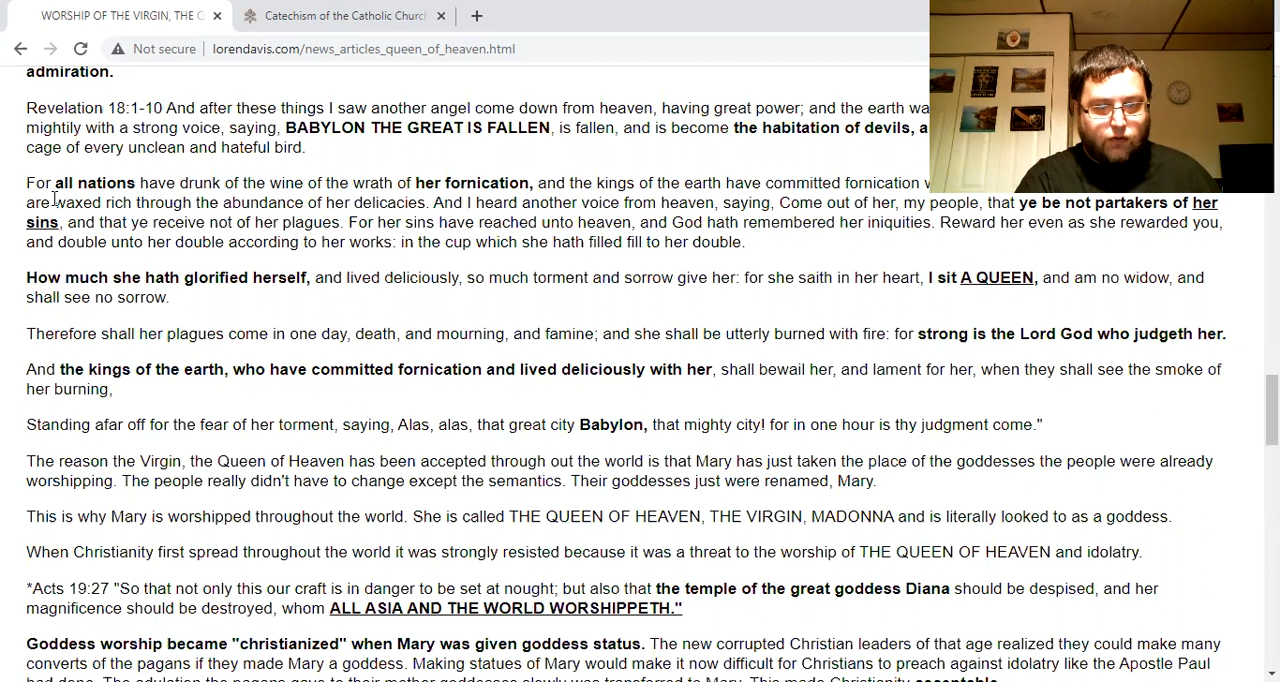 WORSHIP OF THE VIRGIN, THE Q
Catechism of the Catholic Church
Not secure
lorendavis.com/news_articles_queen_of_heaven.html
admiration.
Revelation 18:1-10 And after these things I saw another angel come down from heaven, having great power; and the earth wa
mightily with a strong voice, saying, BABYLON THE GREAT IS FALLEN, is fallen, and is become the habitation of devils, a
cage of every unclean and hateful bird.
For all nations have drunk of the wine of the wrath of her fornication, and the kings of the earth have committed fornication
are waxed rich through the abundance of her delicacies. And I heard another voice from heaven, saying, Come out of her, my people, that ye be not partakers of her
sins, and that ye receive not of her plagues. For her sins have reached unto heaven, and God hath remembered her iniquities. Reward her even as she rewarded you,
and double unto her double according to her works: in the cup which she hath filled fill to her double.
How much she hath glorified herself, and lived deliciously, so much torment and sorrow give her: for she saith in her heart, I sit A QUEEN, and am no widow, and
shall see no sorrow.
Therefore shall her plagues come in one day, death, and mourning, and famine; and she shall be utterly burned with fire: for strong is the Lord God who judgeth her.
And the kings of the earth, who have committed fornication and lived deliciously with her, shall bewail her, and lament for her, when they shall see the smoke of
her burning,
Standing afar off for the fear of her torment, saying, Alas, alas, that great city Babylon, that mighty city! for in one hour is thy judgment come."
The reason the Virgin, the Queen of Heaven has been accepted through out the world is that Mary has just taken the place of the goddesses the people were already
worshipping. The people really didn't have to change except the semantics. Their goddesses just were renamed, Mary.
This is why Mary is worshipped throughout the world. She is called THE QUEEN OF HEAVEN, THE VIRGIN, MADONNA and is literally looked to as a goddess.
When Christianity first spread throughout the world it was strongly resisted because it was a threat to the worship of THE QUEEN OF HEAVEN and idolatry.
*Acts 19:27 "So that not only this our craft is in danger to be set at nought; but also that the temple of the great goddess Diana should be despised, and her
magnificence should be destroyed, whom ALL ASIA AND THE WORLD WORSHIPPETH."
Goddess worship became "christianized" when Mary was given goddess status. The new corrupted Christian leaders of that age realized they could make many
converts of the pagans if they made Mary a goddess. Making statues of Mary would make it now difficult for Christians to preach against idolatry like the Apostle Paul
had done. The adulation the pagans gave to their mother goddesses slowly was transferred to Mary. This made Christianity acceptable